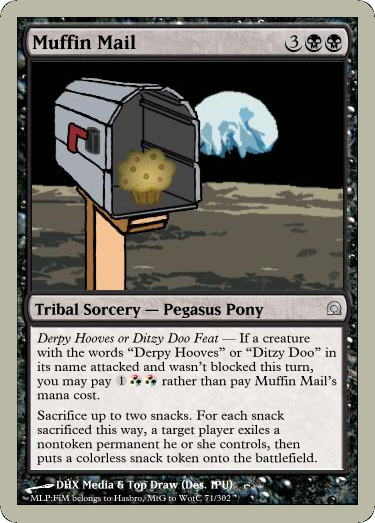 Muffin Mail 3
Tribal Sorcery — Pegasus Pony
Derpy Hooves or Ditzy Doo Feat — If a creature
with the words “Derpy Hooves” or “Ditzy Doo” in
its name attacked and wasn’t blocked this turn,
you may pay 1 rather than pay Muffin Mail’s
mana cost.
Sacrifice up to two snacks. For each snack
sacrificed this way, a target player exiles a
nontoken permanent he or she controls, then
puts a colorless snack token onto the battlefield.
DHX Media & Top Draw (Des. IPU)
MLP:FiM belongs to Hasbro, MtG to WotC 71/302